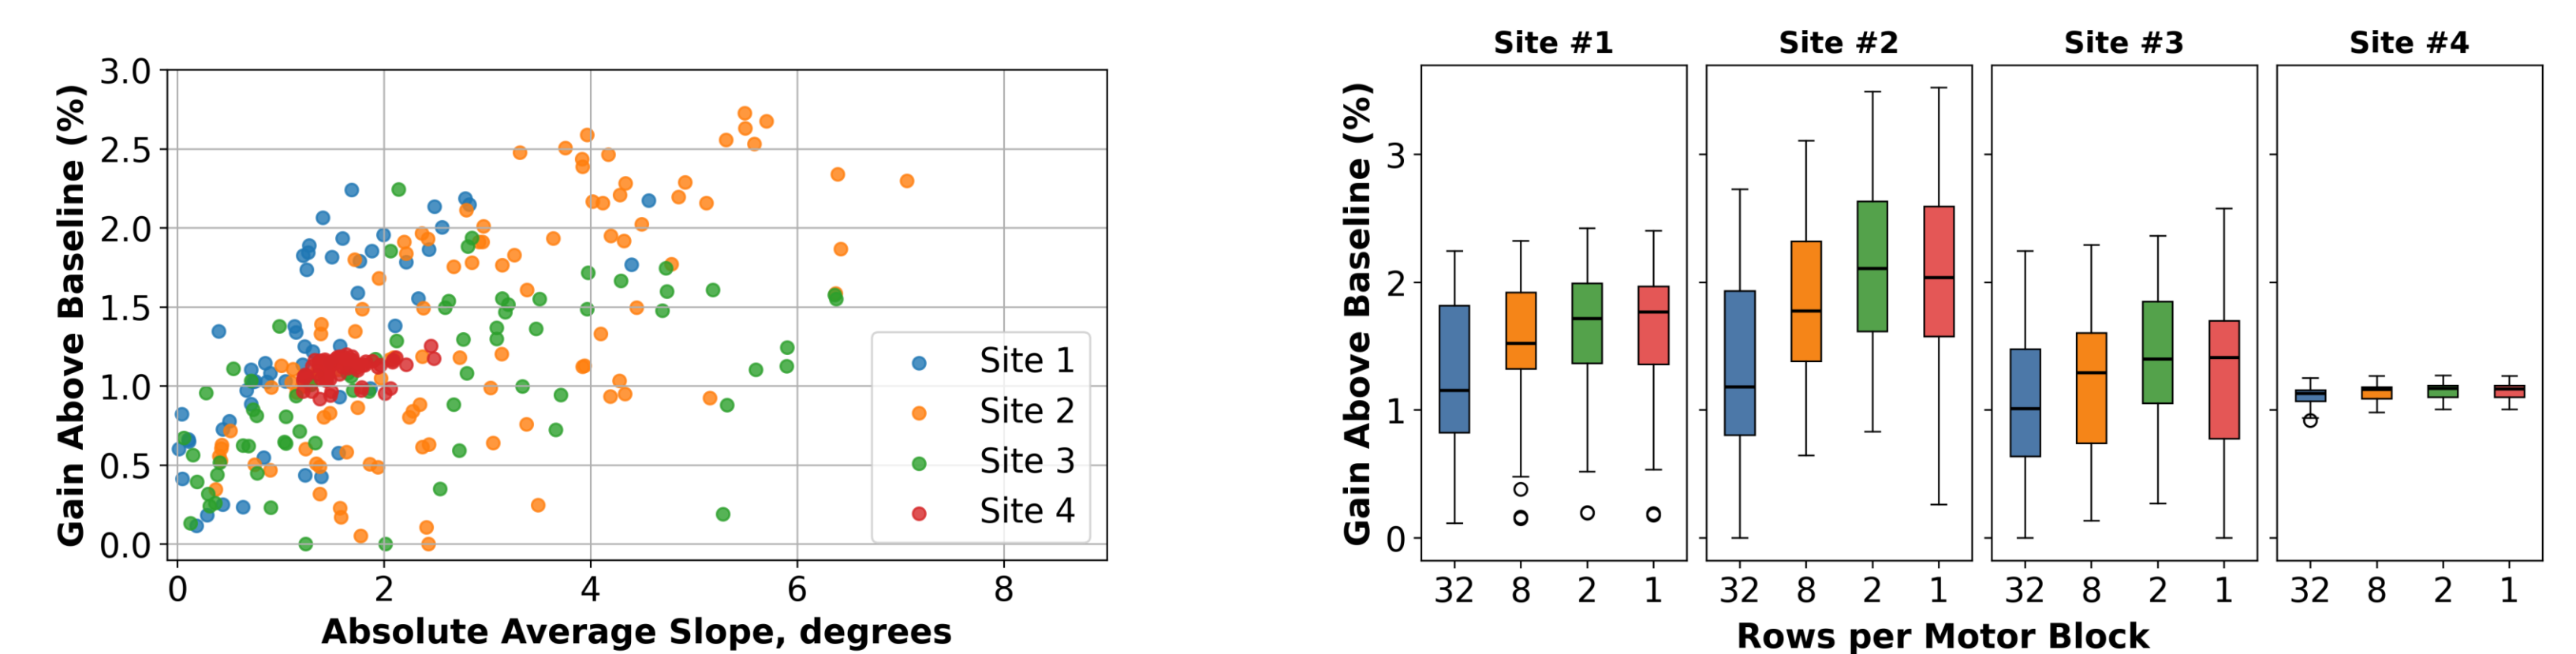 Gain Above Baseline (%)
3.0
2.5
2.0
1.5
1.0
0.5
0.0
0 2 4 6 8
Absolute Average Slope, degrees
Site 1
Site 2
Site 3
Site 4
Site #1 Site #2 Site #3 Site #4
Gain Above Baseline (%)
3
2
1
0
32 8 2 1 32 8 2 1 32 8 2 1 32 8 2 1
Rows per Motor Block